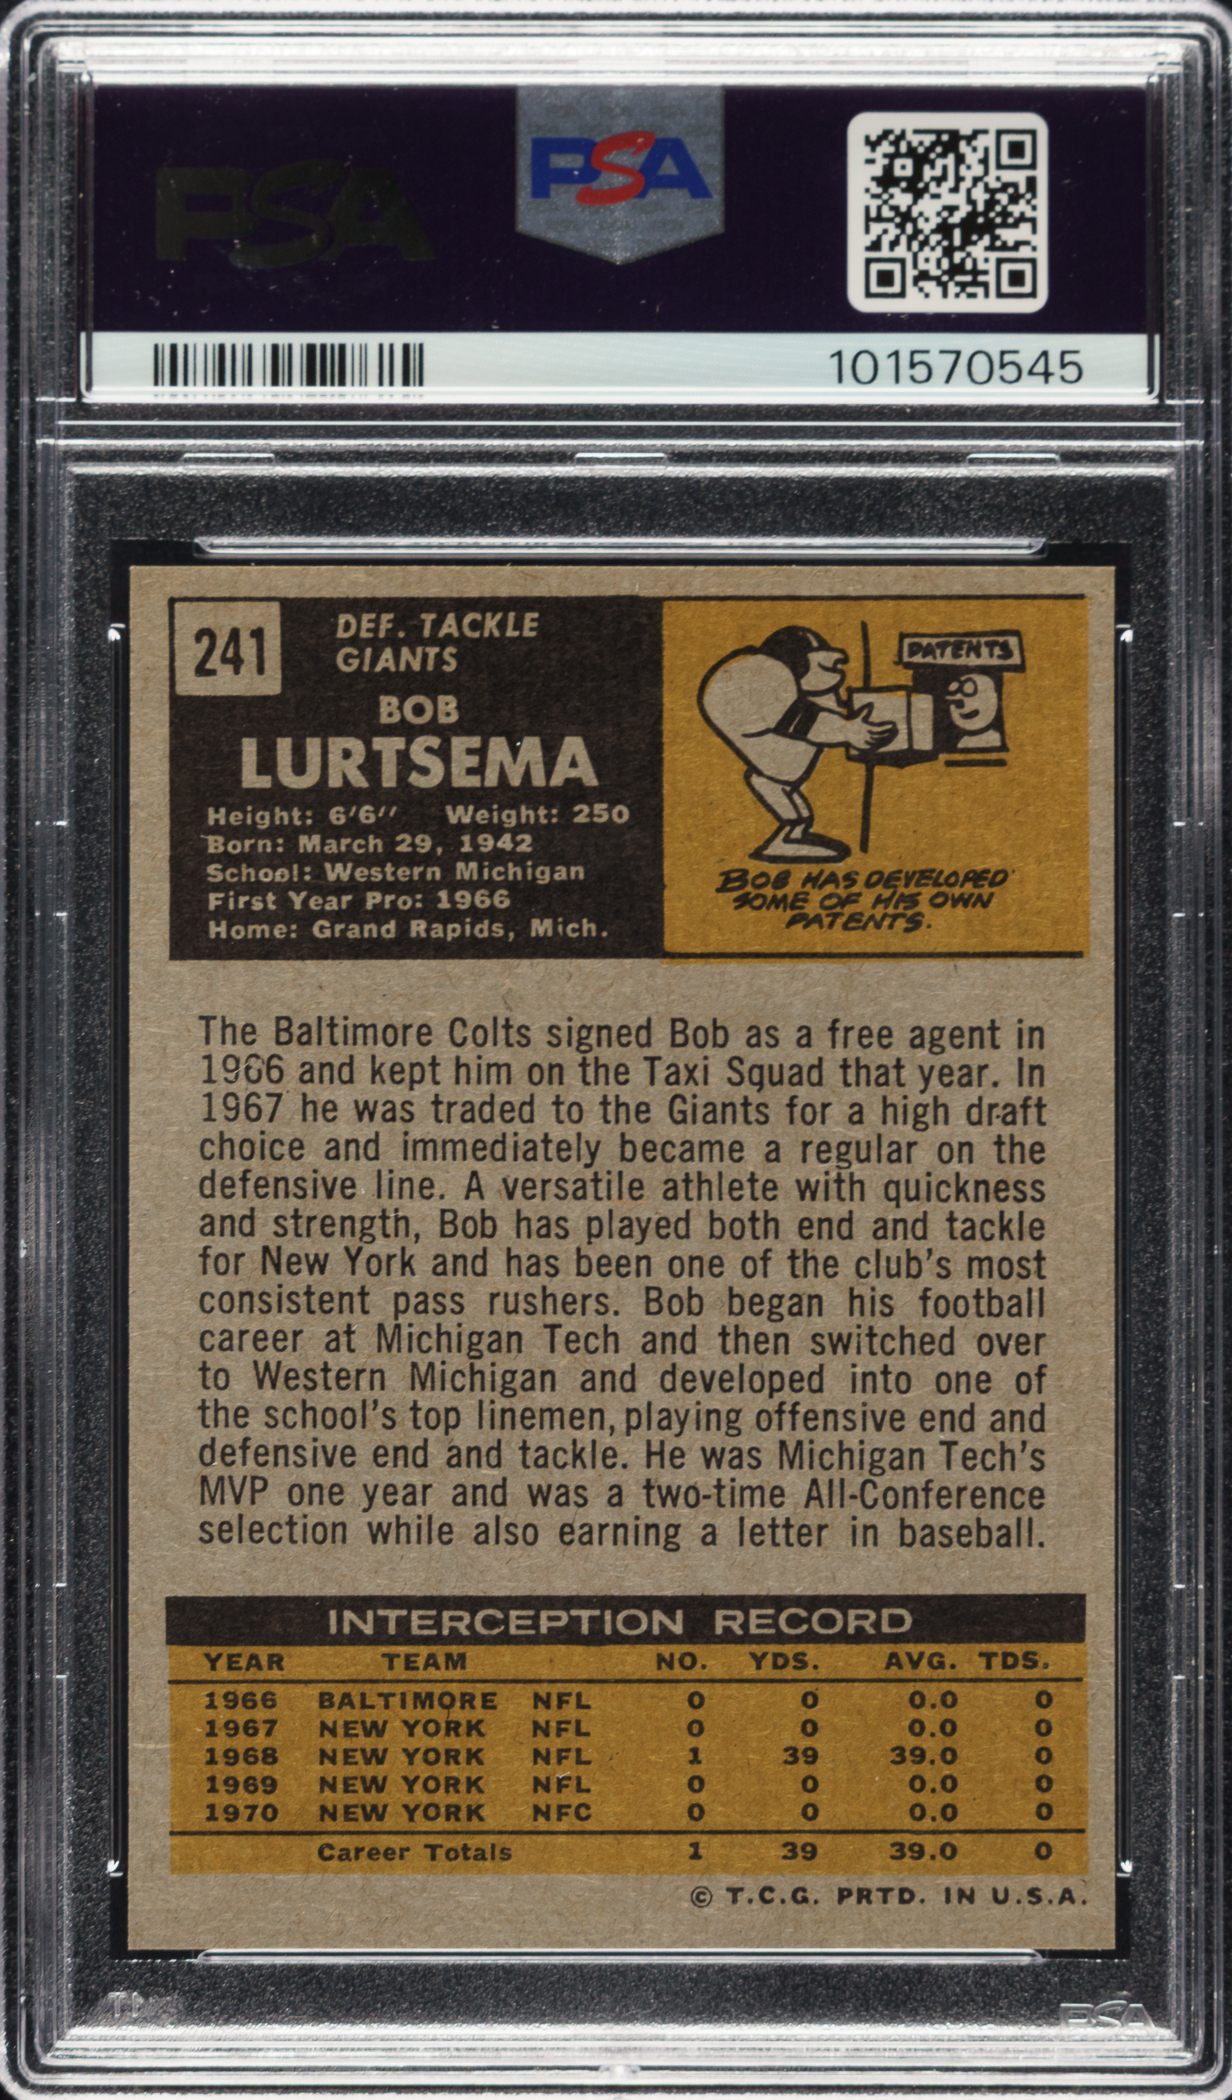 PSA
PSA
101570545
241
DEF. TACKLE
GIANTS
BOB
LURTSEMA
Height: 6'6" Weight: 250
Born: March 29, 1942
School: Western Michigan
First Year Pro: 1966
Home: Grand Rapids, Mich.
PATENTS
BOB HAS DEVELOPED
SOME OF HIS OWN
PATENTS.
The Baltimore Colts signed Bob as a free agent in
1966 and kept him on the Taxi Squad that year. In
1967 he was traded to the Giants for a high draft
choice and immediately became a regular on the
defensive line. A versatile athlete with quickness
and strength, Bob has played both end and tackle
for New York and has been one of the club's most
consistent pass rushers. Bob began his football
career at Michigan Tech and then switched over
to Western Michigan and developed into one of
the school's top linemen, playing offensive end and
defensive end and tackle. He was Michigan Tech's
MVP one year and was a two-time All-Conference
selection while also earning a letter in baseball.
INTERCEPTION RECORD
YEAR TEAM NO. YDS. AVG. TDS.
1966 BALTIMORE NFL 0 0 0.0 0
1967 NEW YORK NFL 0 0 0.0 0
1968 NEW YORK NFL 1 39 39.0 0
1969 NEW YORK NFL 0 0 0.0 0
1970 NEW YORK NFC 0 0 0.0 0
Career Totals 1 39 39.0 0
© T.C.G. PRTD. IN U.S.A.
PSA